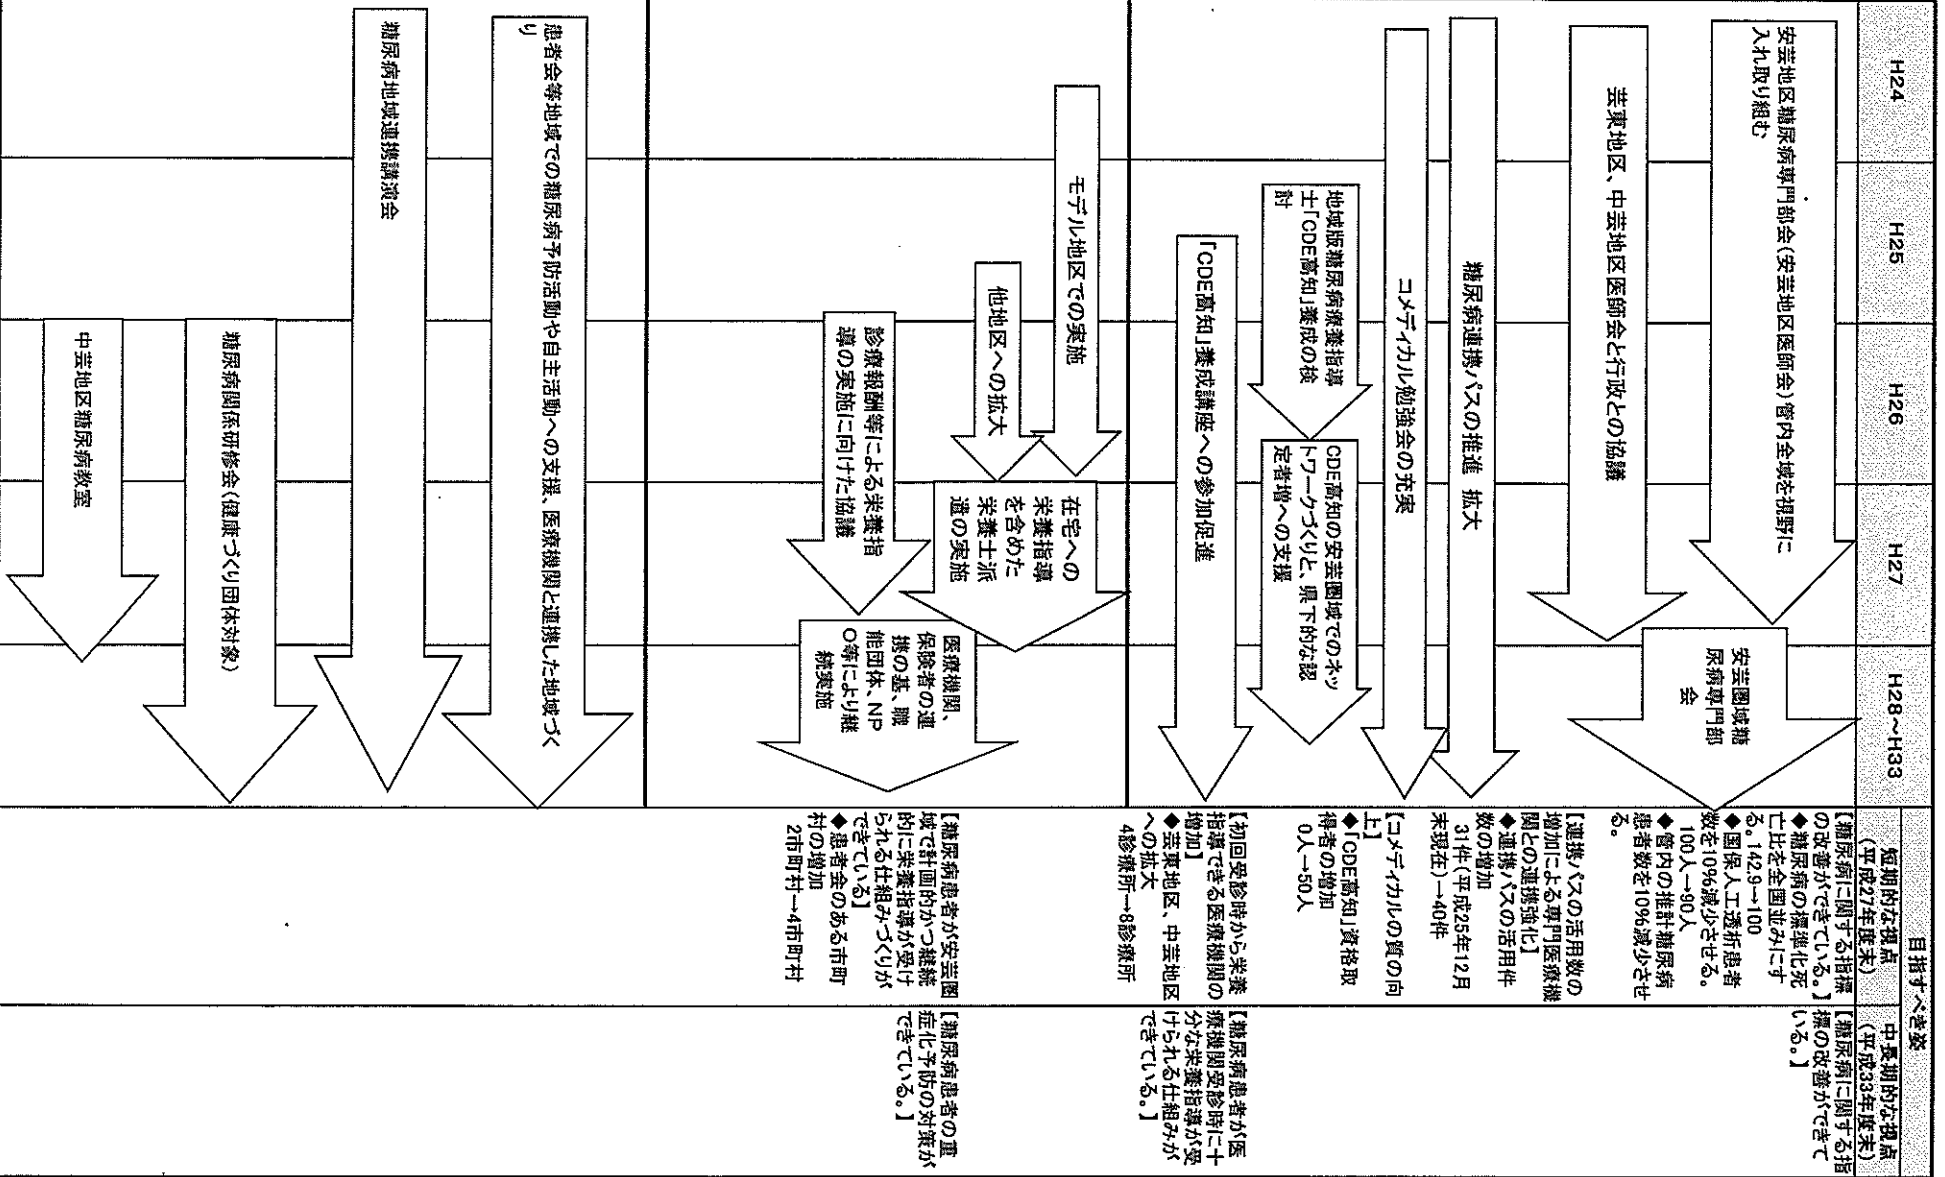 H24
H25
H26
H27
H28～H33
目指すべき姿
短期的な視点
(平成27年度末)
中長期的な視点
(平成33年度末)
安芸地区糖尿病専門部会(安芸地区医師会)管内全域を視野に
入れ取り組む
芸東地区、中芸地区医師会と行政との協議
安芸圏域糖
尿病専門部
会
糖尿病連携パスの推進　拡大
コメディカル勉強会の充実
地域版糖尿病療養指導
士「CDE高知」養成の検
討
CDE高知の安芸圏域でのネッ
トワークづくりと、県下的な認
定者増への支援
「CDE高知」養成講座への参加促進
【糖尿病に関する指標
の改善ができている。】
◆糖尿病の標準化死
亡比を全国並みにす
る。142.9→100
◆国保人工透析患者
数を10%減少させる。
100人→90人
◆管内の推計糖尿病
患者数を10%減少させ
る。
【連携パスの活用数の
増加による専門医療機
関との連携強化】
◆連携パスの活用件
数の増加
31件(平成25年12月
末現在)→40件
【コメディカルの質の向
上】
◆「CDE高知」資格取
得者の増加
0人→50人
【糖尿病に関する指
標の改善ができて
いる。】
モデル地区での実施
他地区への拡大
在宅への
栄養指導
を含めた
栄養士派
遣の実施
診療報酬等による栄養指
導の実施に向けた協議
医療機関、
保険者の連
携の基、職
能団体、NP
O等により継
続実施
【初回受診時から栄養
指導できる医療機関の
増加】
◆芸東地区、中芸地区
への拡大
4診療所→8診療所
【糖尿病患者が医
療機関受診時に十
分な栄養指導が受
けられる仕組みが
できている。】
患者会等地域での糖尿病予防活動や自主活動への支援、医療機関と連携した地域づく
り
糖尿病地域連携講演会
糖尿病関係研修会(健康づくり団体対象)
中芸地区糖尿病教室
【糖尿病患者が安芸圏
域で計画的かつ継続
的に栄養指導が受け
られる仕組みづくりが
できている】
◆患者会のある市町
村の増加
2市町村→4市町村
【糖尿病患者の重
症化予防の対策が
できている。】